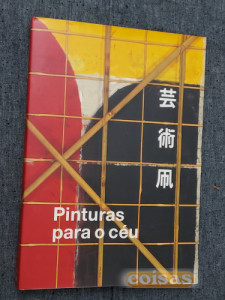 芸
術
凧
Pinturas
para o céu
coisas